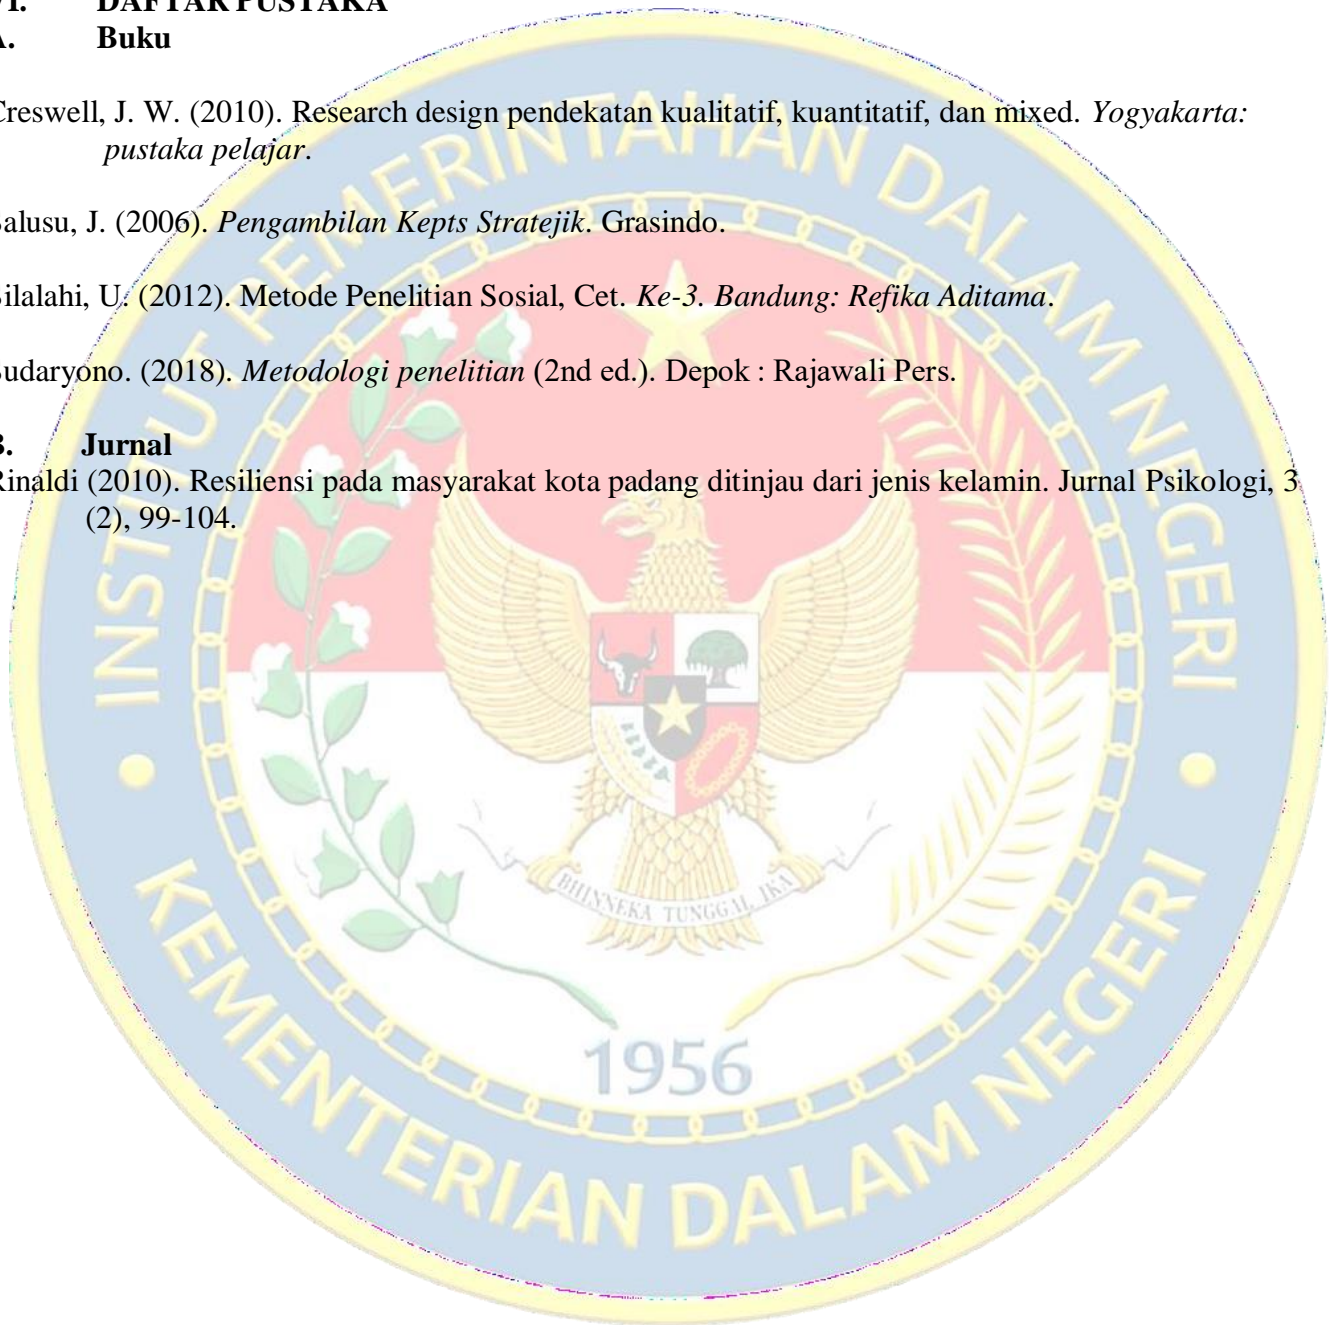 VI. DAFTAR PUSTAKA
A. Buku
Creswell, J. W. (2010). Research design pendekatan kualitatif, kuantitatif, dan mixed. Yogyakarta:
pustaka pelajar.
Salusu, J. (2006). Pengambilan Kepts Stratejik. Grasindo.
Silalahi, U. (2012). Metode Penelitian Sosial, Cet. Ke-3. Bandung: Refika Aditama.
Sudaryono. (2018). Metodologi penelitian (2nd ed.). Depok : Rajawali Pers.
B. Jurnal
Rinaldi (2010). Resiliensi pada masyarakat kota padang ditinjau dari jenis kelamin. Jurnal Psikologi, 3
(2), 99-104.
INSTITUT PEMERINTAHAN DALAM NEGERI
BHINNEKA TUNGGAL IKA
1956
KEMENTERIAN DALAM NEGERI